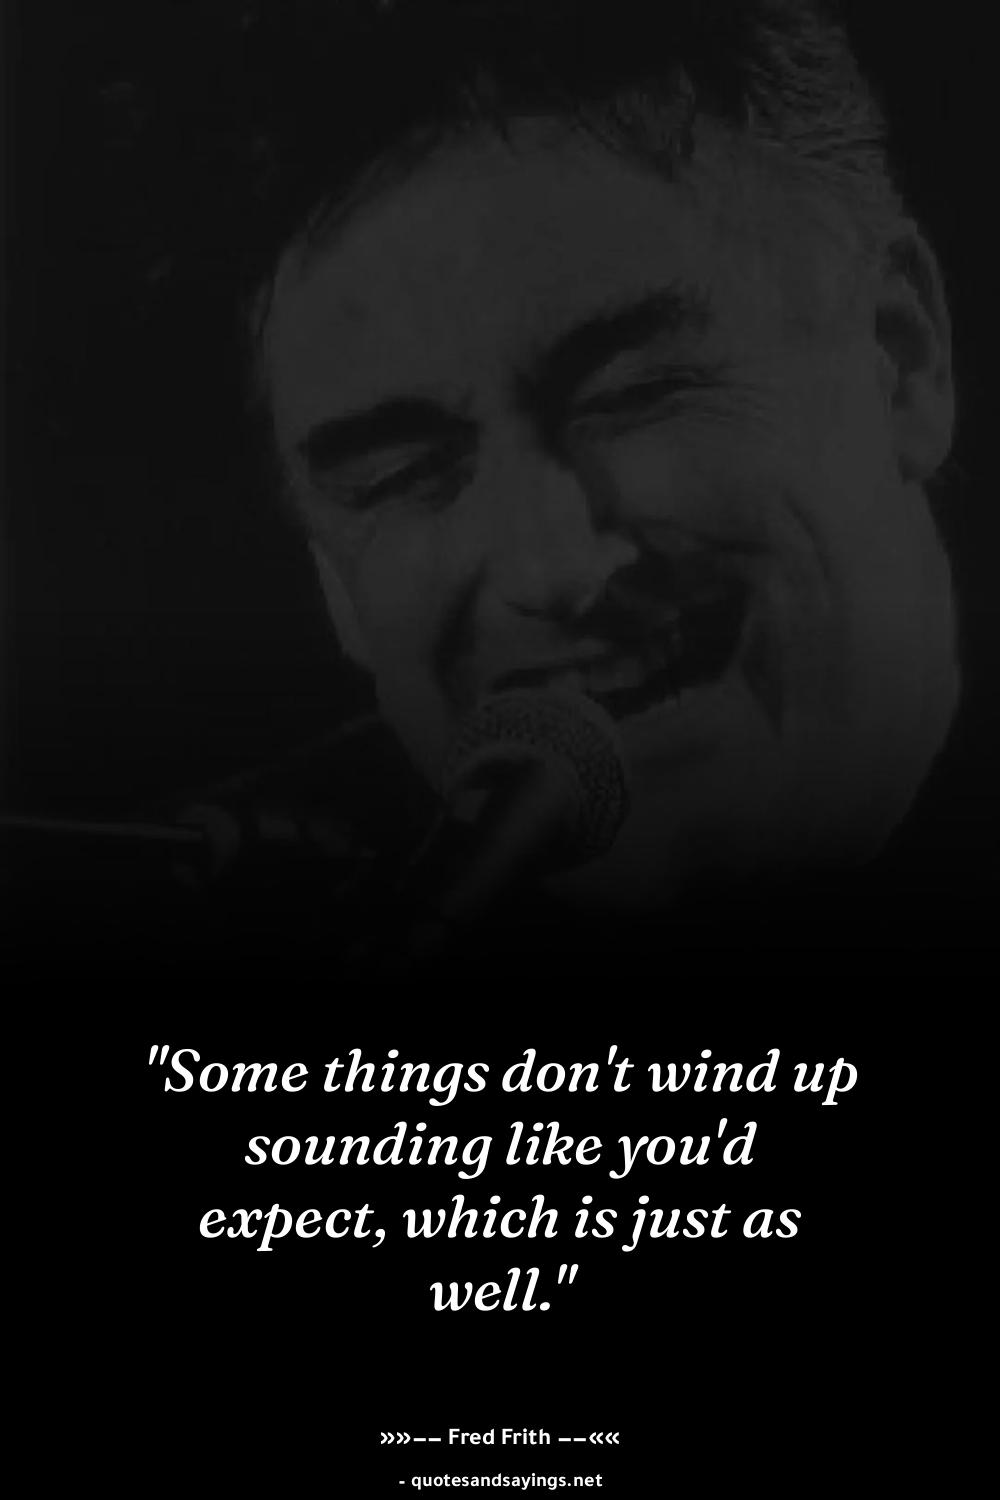 "Some things don't wind up
sounding like you'd
expect, which is just as
well."
»»–– Fred Frith ––««
- quotesandsayings.net